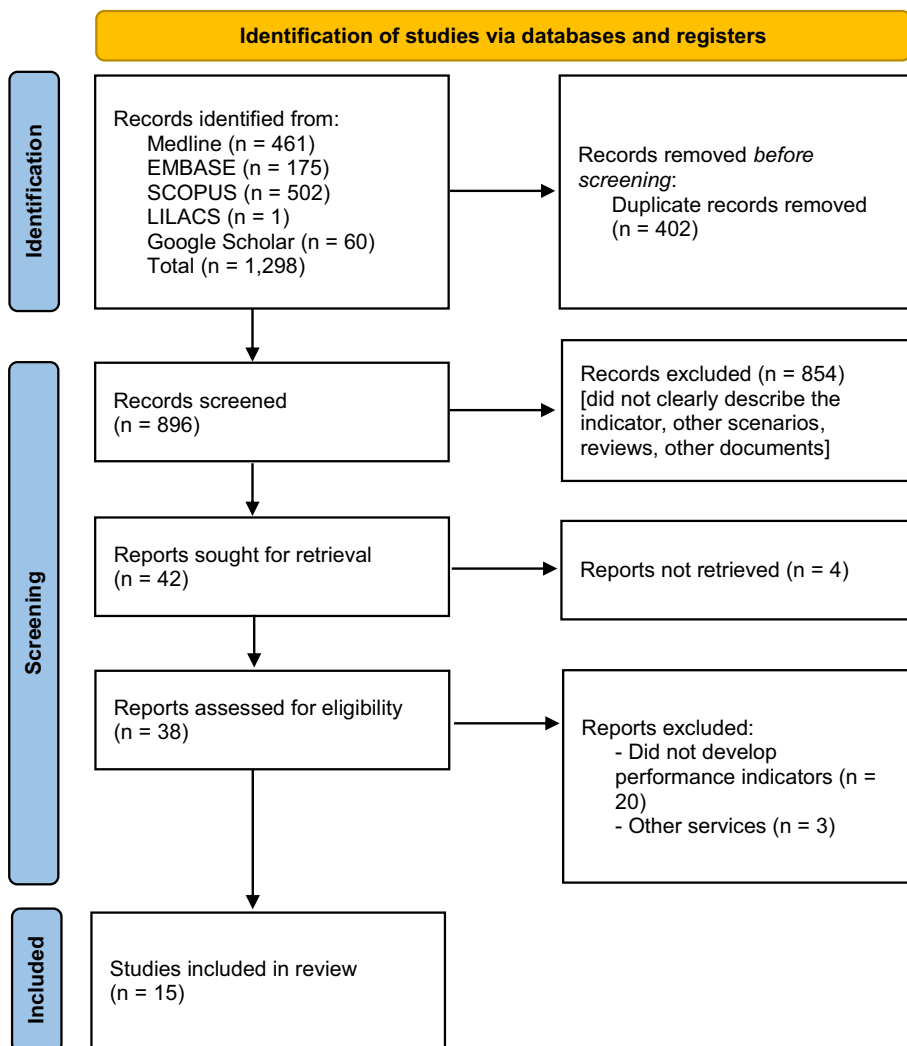 Identification of studies via databases and registers
Identification
Records identified from:
Medline (n = 461)
EMBASE (n = 175)
SCOPUS (n = 502)
LILACS (n = 1)
Google Scholar (n = 60)
Total (n = 1,298)
Records removed before
screening:
Duplicate records removed
(n = 402)
Screening
Records screened
(n = 896)
Records excluded (n = 854)
[did not clearly describe the
indicator, other scenarios,
reviews, other documents]
Reports sought for retrieval
(n = 42)
Reports not retrieved (n = 4)
Reports assessed for eligibility
(n = 38)
Reports excluded:
- Did not develop
performance indicators (n =
20)
- Other services (n = 3)
Included
Studies included in review
(n = 15)